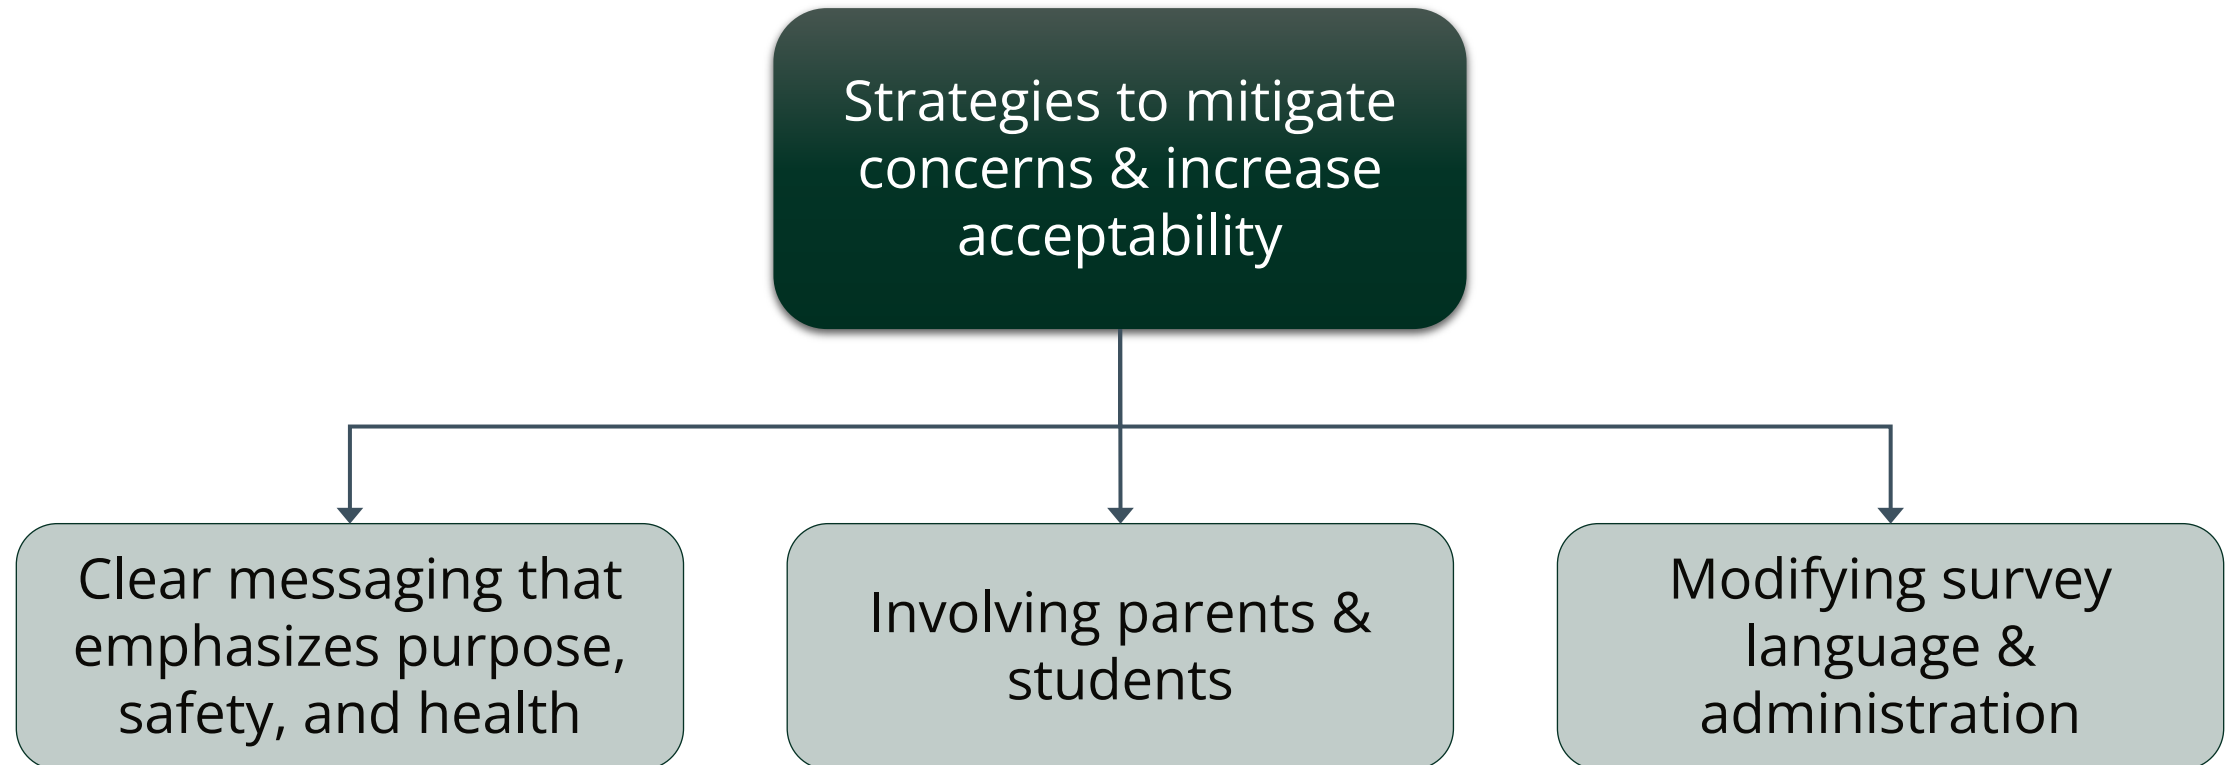 Strategies to mitigate
concerns & increase
acceptability
Clear messaging that
emphasizes purpose,
safety, and health
Involving parents &
students
Modifying survey
language &
administration